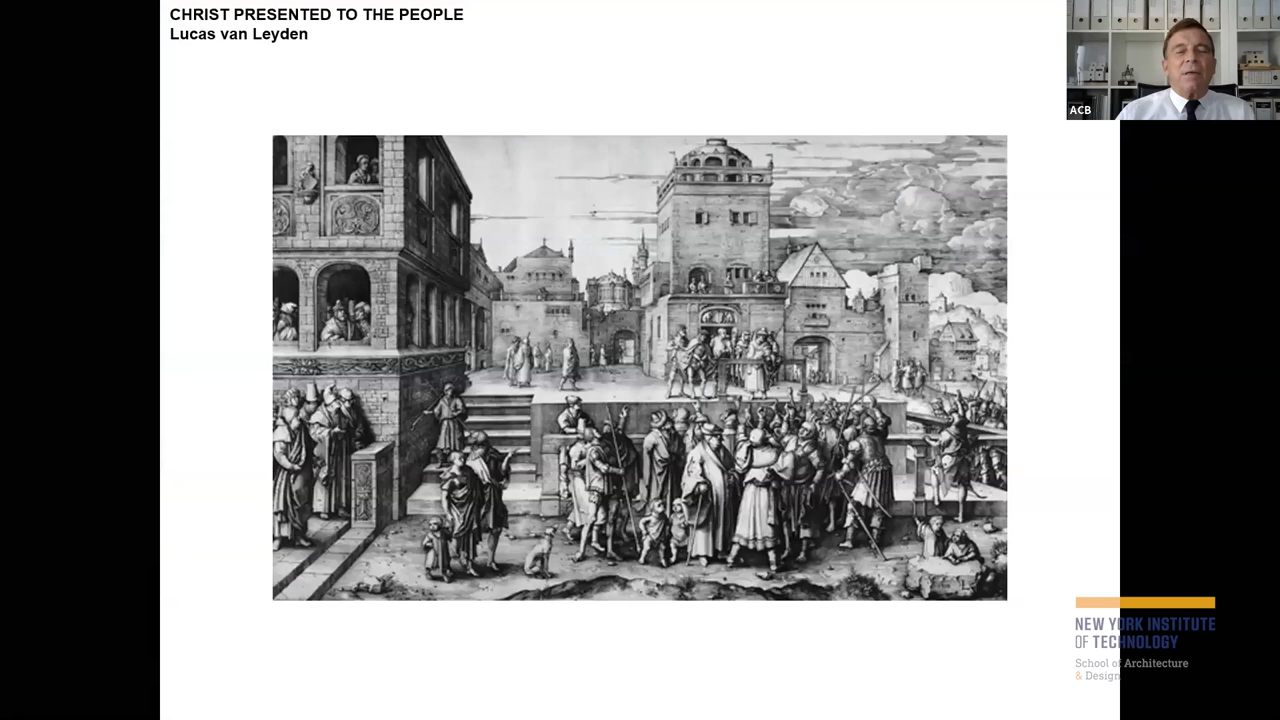 CHRIST PRESENTED TO THE PEOPLE
Lucas van Leyden
ACB
NEW YORK INSTITUTE
OF TECHNOLOGY
School of Architecture
& Design